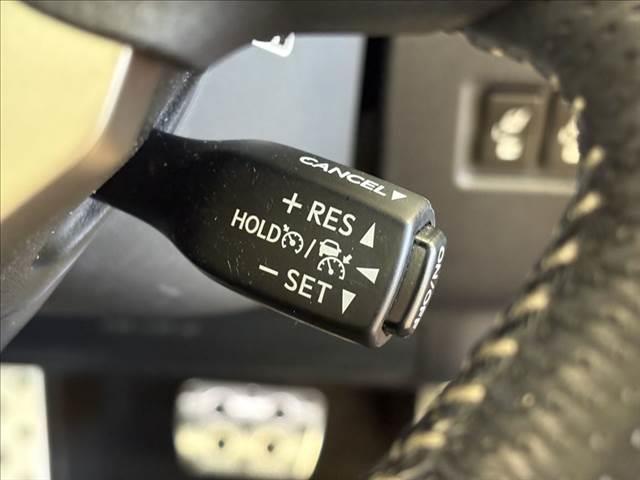 CANCEL
+ RES
HOLD /
− SET
ON/OFF